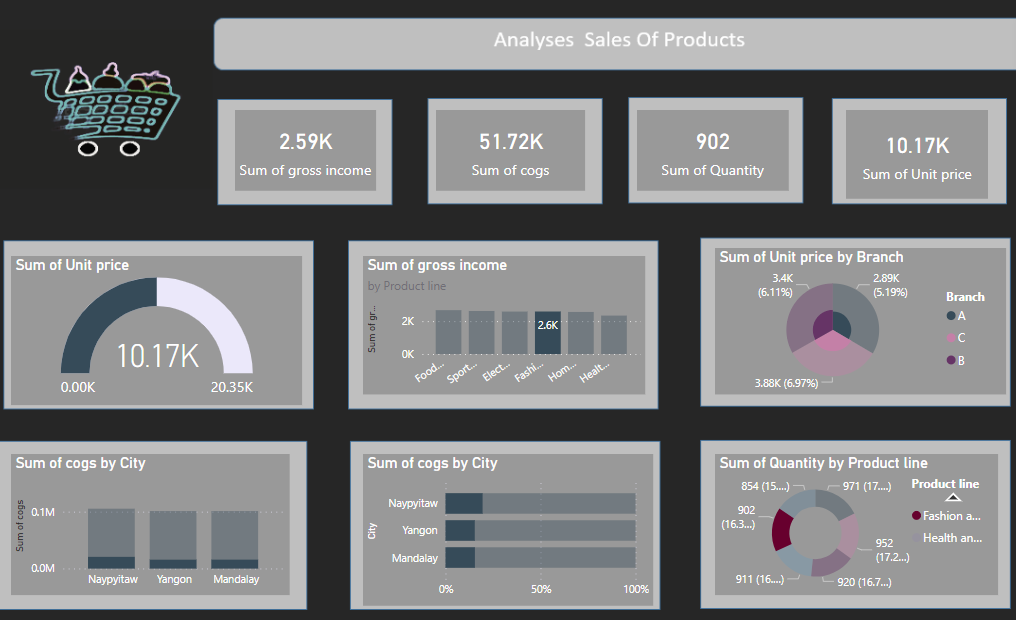 Analyses  Sales Of Products
2.59K
Sum of gross income
51.72K
Sum of cogs
902
Sum of Quantity
10.17K
Sum of Unit price
Sum of Unit price
10.17K
0.00K
20.35K
Sum of gross income
by Product line
Sum of gr...
2K
0K
2.6K
Food...
Sport...
Elect...
Fashi...
Hom...
Healt...
Sum of Unit price by Branch
3.4K
(6.11%)
2.89K
(5.19%)
3.88K (6.97%)
Branch
A
C
B
Sum of cogs by City
Sum of cogs
0.1M
0.0M
Naypyitaw
Yangon
Mandalay
Sum of cogs by City
City
Naypyitaw
Yangon
Mandalay
0%
50%
100%
Sum of Quantity by Product line
854 (15....)
971 (17....)
902
(16.3...)
952
(17.2...)
911 (16....)
920 (16.7...)
Product line
Fashion a...
Health an...